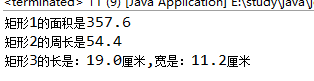 <terminated> 11 (9) [Java Application] E:\study\java\j
矩形1的面积是357.6
矩形2的周长是54.4
矩形3的长是：19.0厘米,宽是：11.2厘米